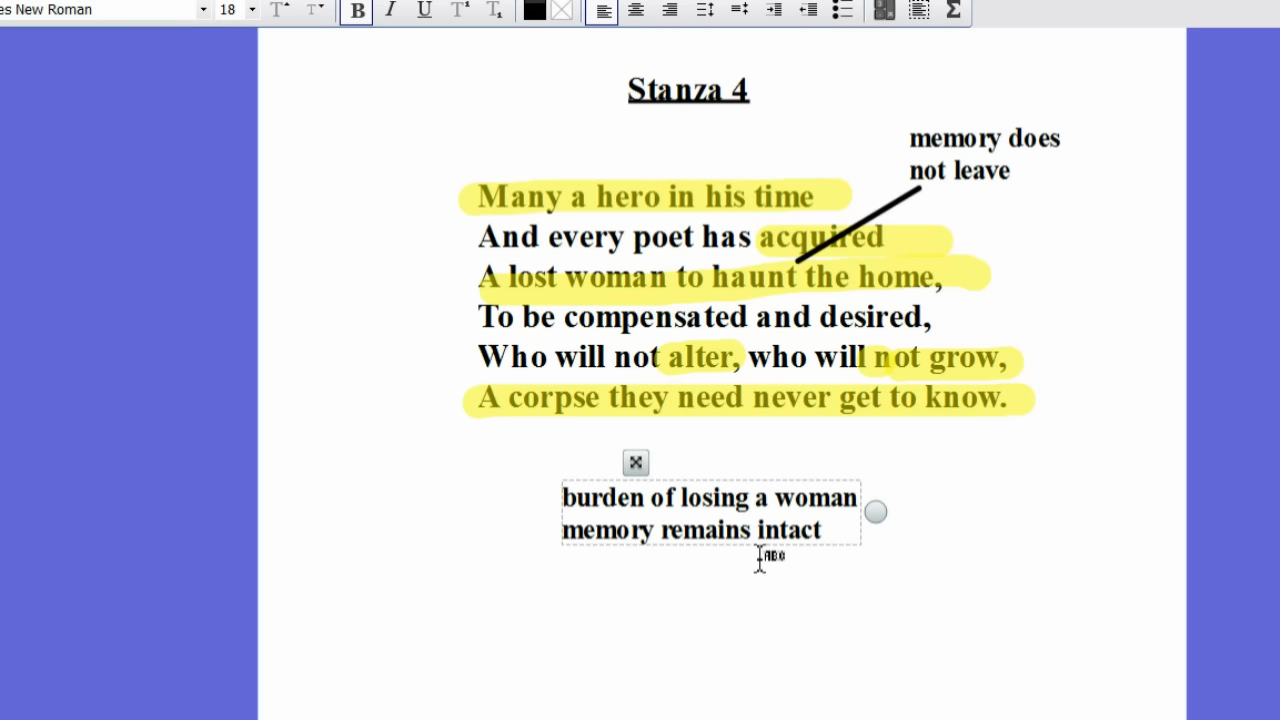 es New Roman 18 B I U T T Σ
Stanza 4
memory does
not leave
Many a hero in his time
And every poet has acquired
A lost woman to haunt the home,
To be compensated and desired,
Who will not alter, who will not grow,
A corpse they need never get to know.
burden of losing a woman
memory remains intact
ABC